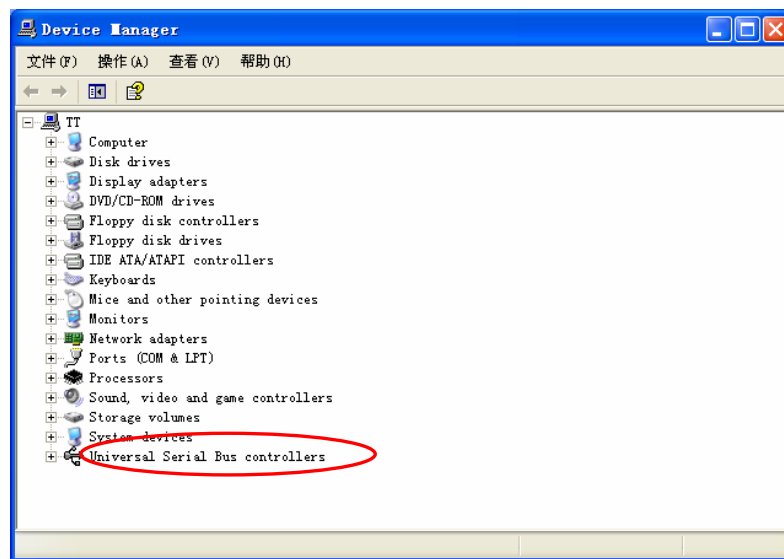 Device Manager
文件(F) 操作(A) 查看(V) 帮助(H)
TT
Computer
Disk drives
Display adapters
DVD/CD-ROM drives
Floppy disk controllers
Floppy disk drives
IDE ATA/ATAPI controllers
Keyboards
Mice and other pointing devices
Monitors
Network adapters
Ports (COM & LPT)
Processors
Sound, video and game controllers
Storage volumes
System devices
Universal Serial Bus controllers